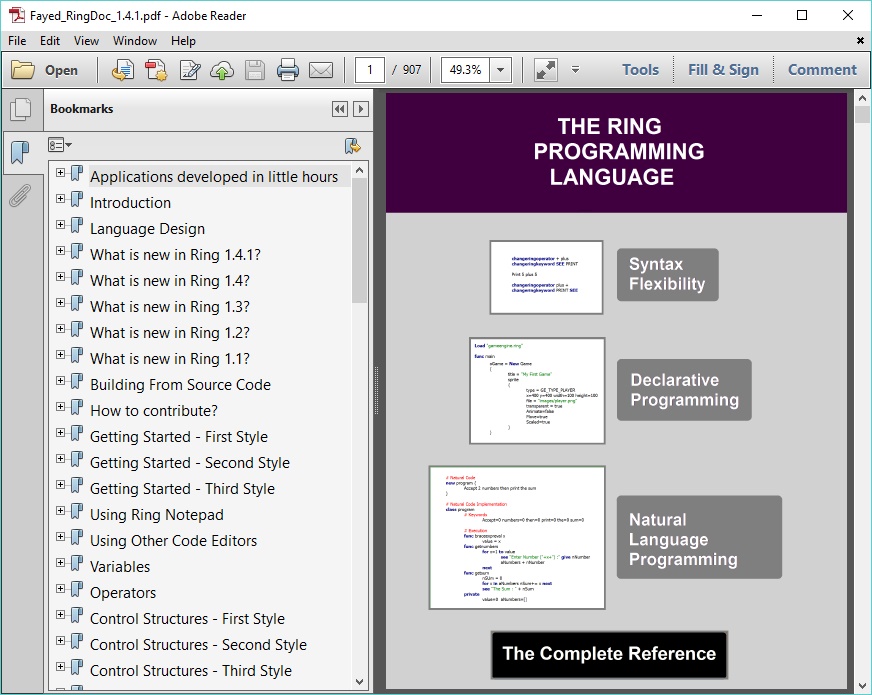 Fayed_RingDoc_1.4.1.pdf - Adobe Reader
File Edit View Window Help
Open
1 / 907
49.3%
Tools Fill & Sign Comment
Bookmarks
Applications developed in little hours
Introduction
Language Design
What is new in Ring 1.4.1?
What is new in Ring 1.4?
What is new in Ring 1.3?
What is new in Ring 1.2?
What is new in Ring 1.1?
Building From Source Code
How to contribute?
Getting Started - First Style
Getting Started - Second Style
Getting Started - Third Style
Using Ring Notepad
Using Other Code Editors
Variables
Operators
Control Structures - First Style
Control Structures - Second Style
Control Structures - Third Style
THE RING
PROGRAMMING
LANGUAGE
changeringoperator + plus
changeringkeyword SEE PRINT
Print 5 plus 5
changeringoperator plus +
changeringkeyword PRINT SEE
Syntax
Flexibility
Load "gameengine.ring"
func main
oGame = New Game
{
title = "My First Game"
sprite
{
type = GE_TYPE_PLAYER
x=400 y=400 width=100 height=100
file = "images/player.png"
transparent = true
Animate=false
Move=true
Scaled=true
}
}
Declarative
Programming
# Natural Code
new program {
Accept 2 numbers then print the sum
}
# Natural Code Implementation
class program
# Keywords
Accept=0 numbers=0 then=0 print=0 the=0 sum=0
# Execution
func braceexpreval x
value = x
func getnumbers
for x=1 to value
see "Enter Number ("+x+") :" give nNumber
aNumbers + nNumber
next
func getsum
nSUm = 0
for x in aNumbers nSum+= x next
see "The Sum : " + nSum
private
value=0 aNumbers=[]
Natural
Language
Programming
The Complete Reference